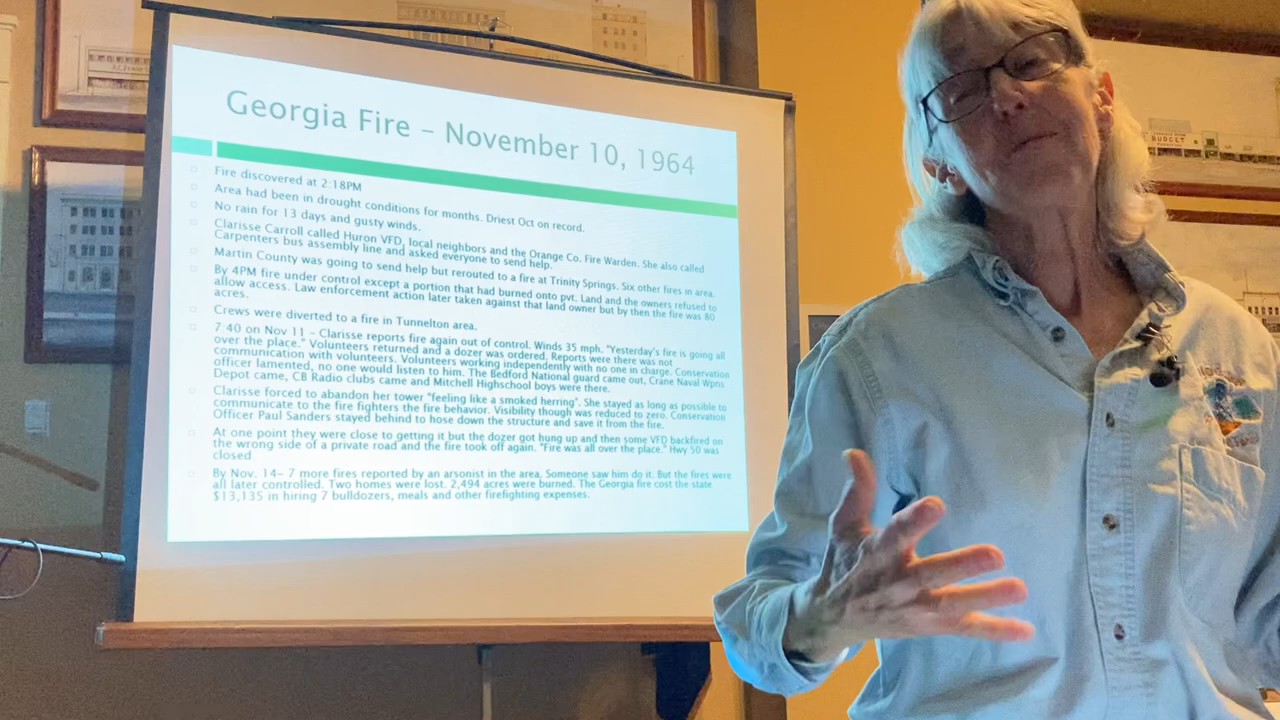 Georgia Fire – November 10, 1964
Fire discovered at 2:18PM
Area had been in drought conditions for months. Driest Oct on record.
No rain for 13 days and gusty winds.
Clarisse Carroll called Huron VFD, local neighbors and the Orange Co. Fire Warden. She also called
Carpenters bus assembly line and asked everyone to send help.
Martin County was going to send help but rerouted to a fire at Trinity Springs. Six other fires in area.
By 4PM fire under control except a portion that had burned onto pvt. Land and the owners refused to
allow access. Law enforcement action later taken against that land owner but by then the fire was 80
acres.
Crews were diverted to a fire in Tunnelton area.
7:40 on Nov 11 – Clarisse reports fire again out of control. Winds 35 mph. "Yesterday's fire is going all
over the place." Volunteers returned and a dozer was ordered. Reports were there was not
communication with volunteers. Volunteers working independently with no one in charge. Conservation
officer lamented, no one would listen to him. The Bedford National guard came out, Crane Naval Wpns
Depot came, CB Radio clubs came and Mitchell Highschool boys were there.
Clarisse forced to abandon her tower "feeling like a smoked herring". She stayed as long as possible to
communicate to the fire fighters the fire behavior. Visibility though was reduced to zero. Conservation
Officer Paul Sanders stayed behind to hose down the structure and save it from the fire.
At one point they were close to getting it but the dozer got hung up and then some VFD backfired on
the wrong side of a private road and the fire took off again. "Fire was all over the place." Hwy 50 was
closed
By Nov. 14– 7 more fires reported by an arsonist in the area. Someone saw him do it. But the fires were
all later controlled. Two homes were lost. 2,494 acres were burned. The Georgia fire cost the state
$13,135 in hiring 7 bulldozers, meals and other firefighting expenses.
BUDGET